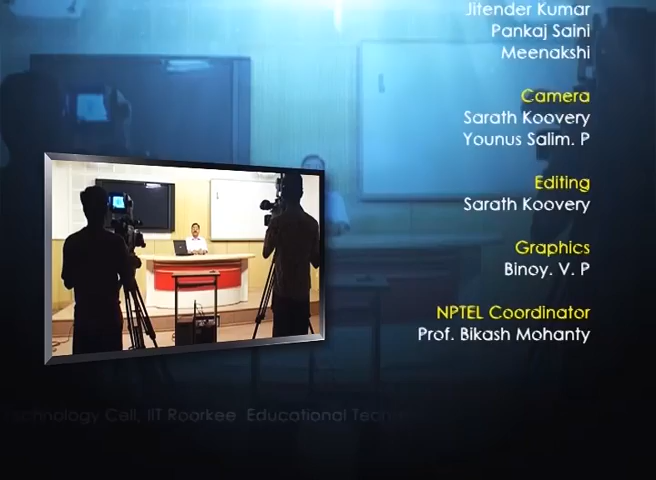 Jitender Kumar
Pankaj Saini
Meenakshi
Camera
Sarath Koovery
Younus Salim. P
Editing
Sarath Koovery
Graphics
Binoy. V. P
NPTEL Coordinator
Prof. Bikash Mohanty
Cell, IIT Roorkee Educational